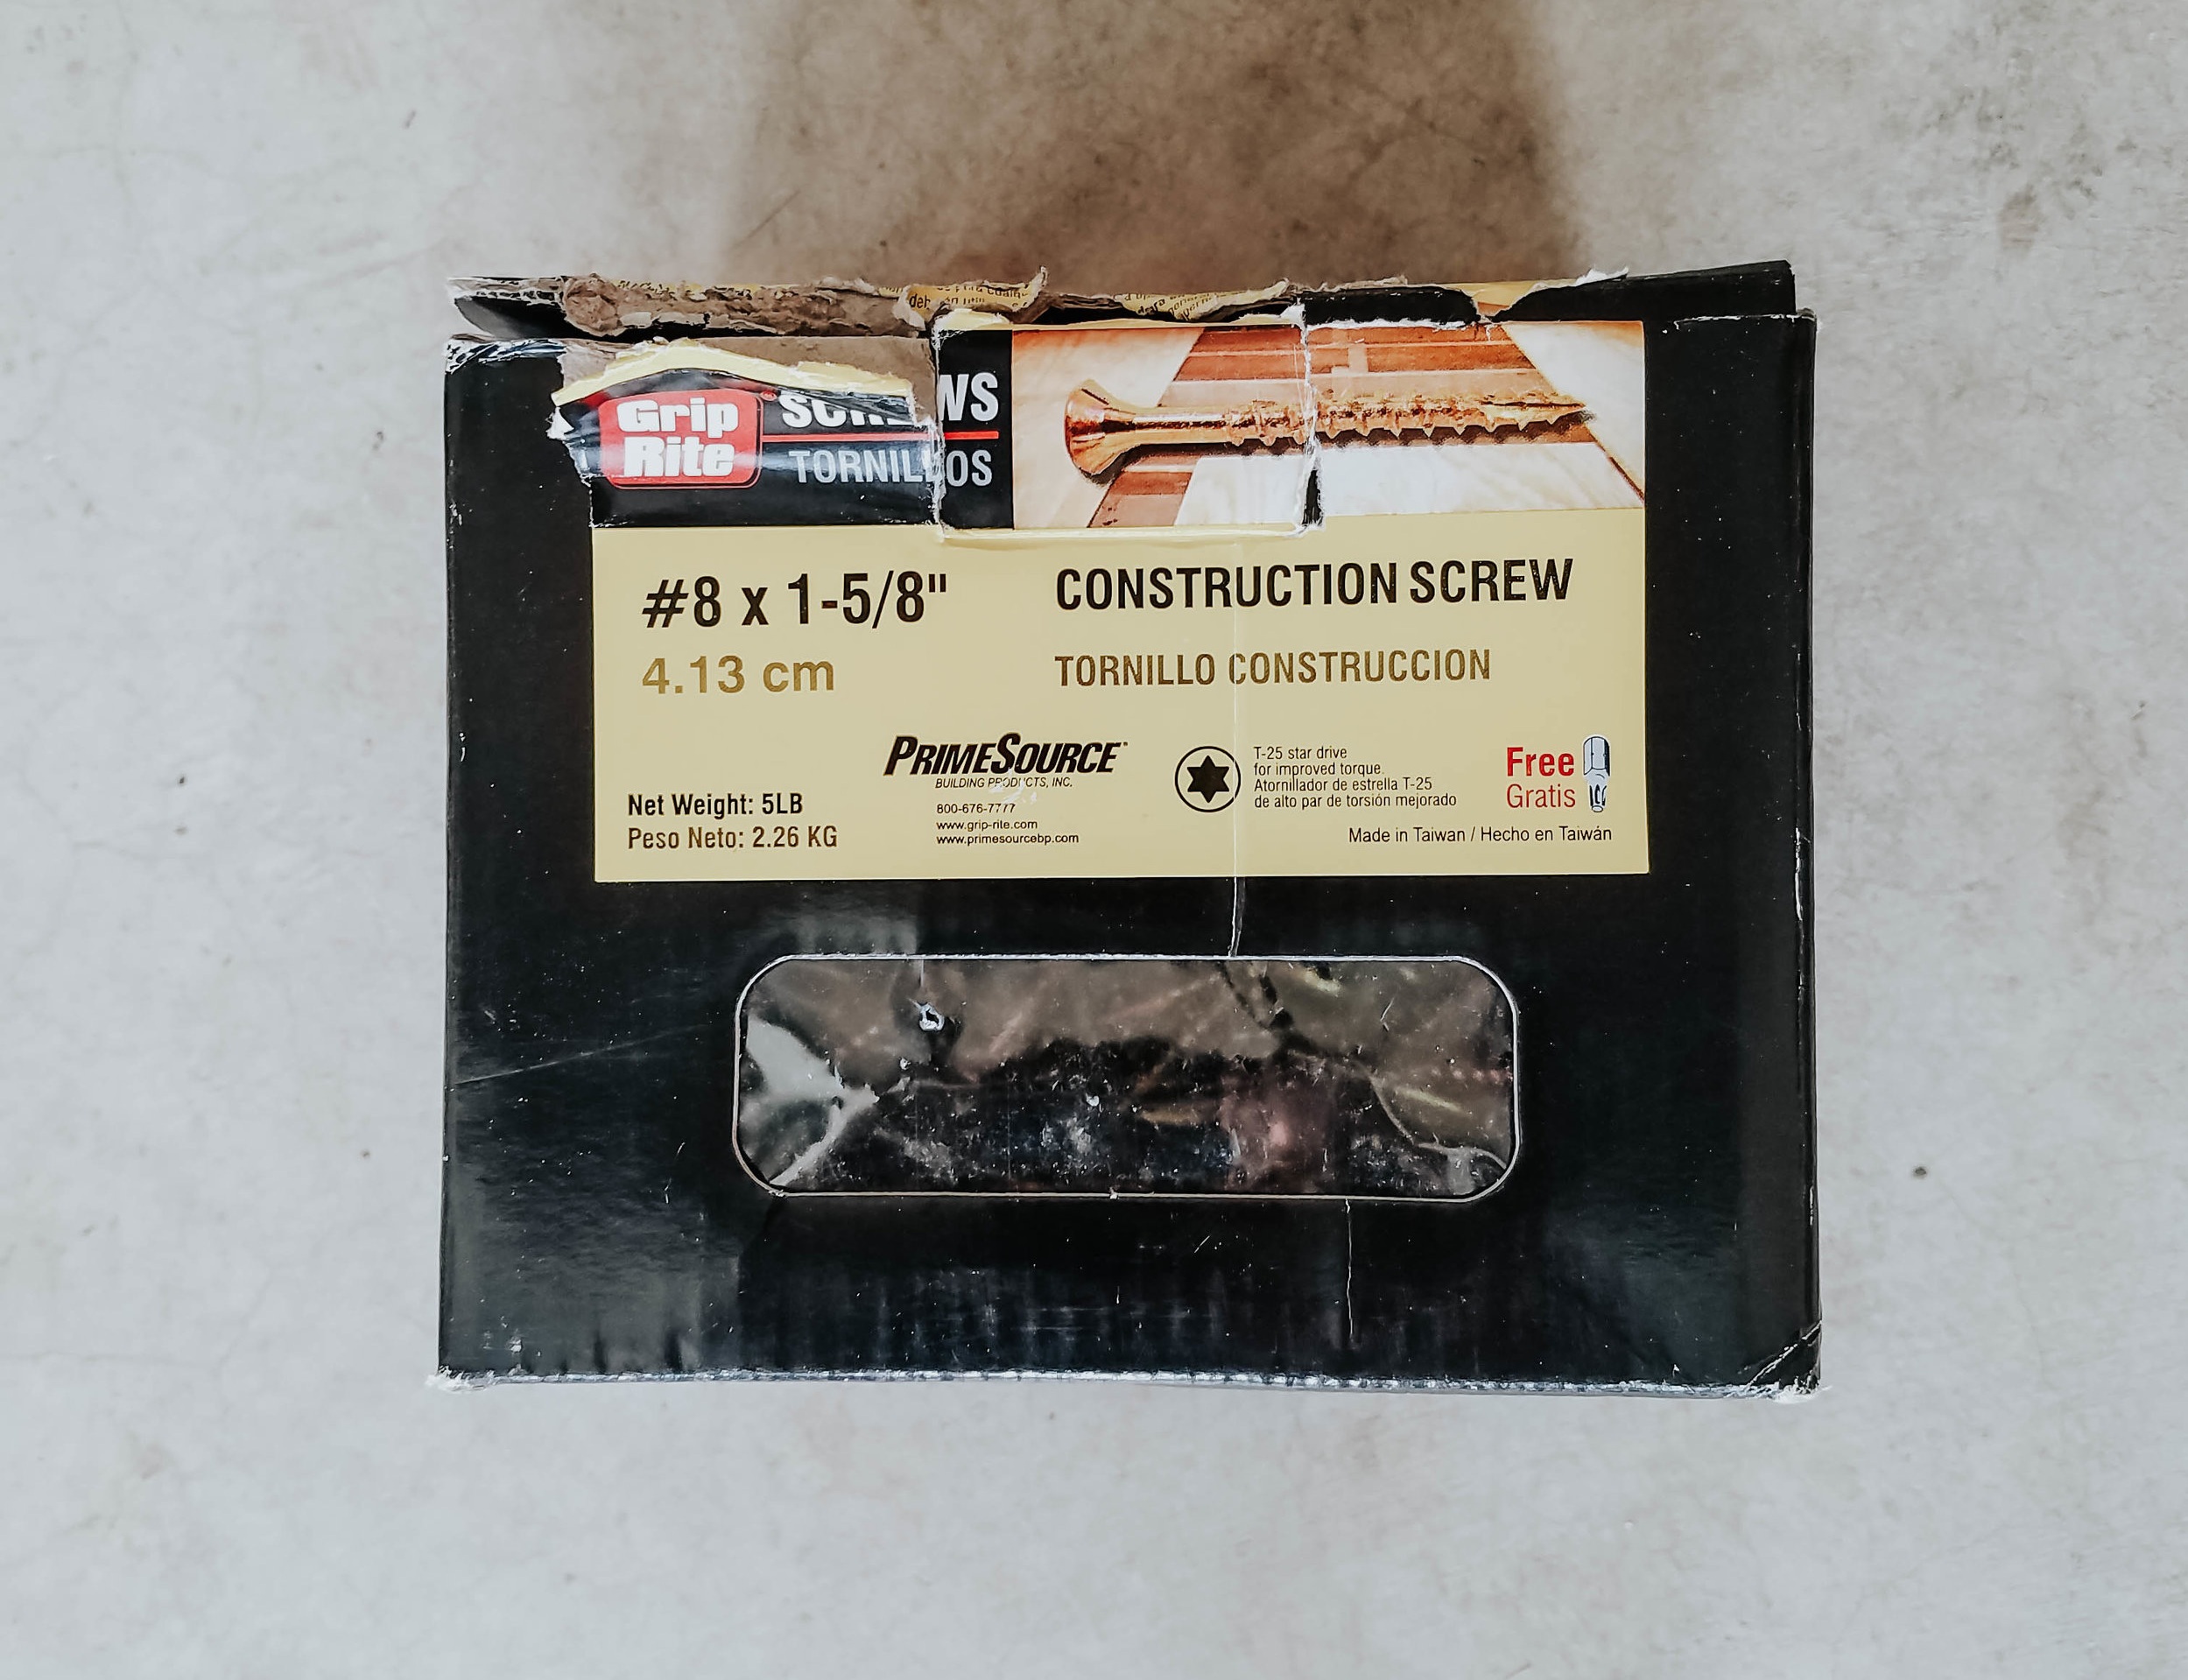 Grip
Rite
TORNILLOS
#8 x 1-5/8"
4.13 cm
CONSTRUCTION SCREW
TORNILLO CONSTRUCCION
PRIMESOURCE
BUILDING PRODUCTS, INC.
800-676-7777
www.grip-rite.com
www.primesourcebp.com
Net Weight: 5LB
Peso Neto: 2.26 KG
T-25 star drive
for improved torque.
Atornillador de estrella T-25
de alto par de torsión mejorado
Free
Gratis
Made in Taiwan / Hecho en Taiwán